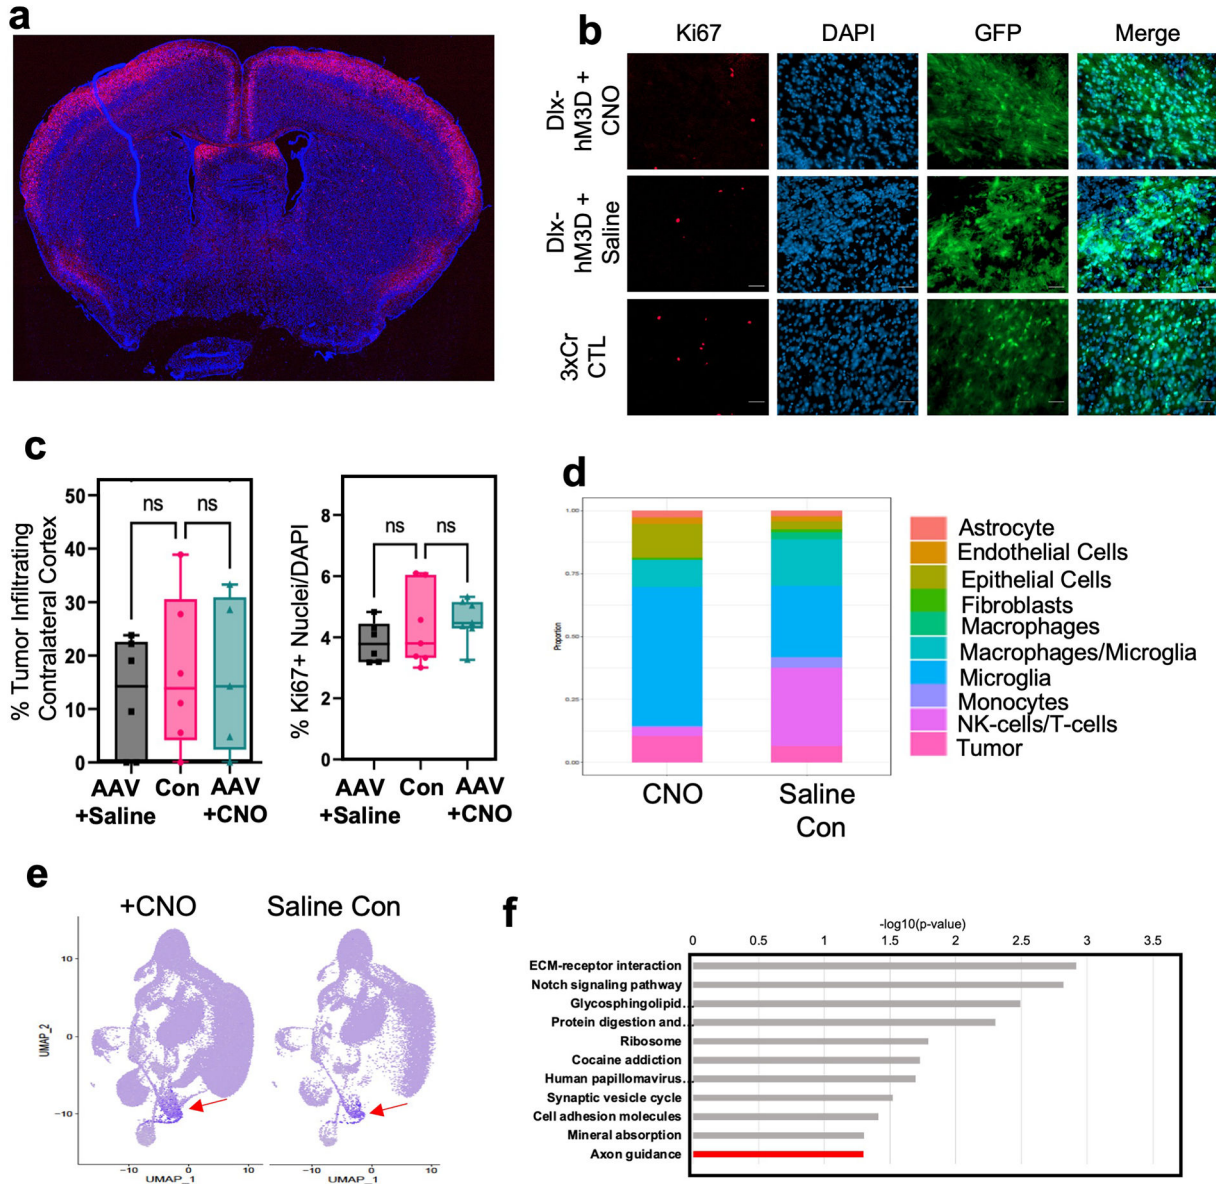 a
b
Ki67
DAPI
GFP
Merge
Dlx-
hM3D +
CNO
Dlx-
hM3D +
Saline
3xCr
CTL
c
% Tumor Infiltrating
Contralateral Cortex
50
40
30
20
10
0
ns
ns
AAV
+Saline
Con
AAV
+CNO
% Ki67+ Nuclei/DAPI
8
6
4
2
0
ns
ns
AAV
+Saline
Con
AAV
+CNO
d
Proportion
1.00
0.75
0.50
0.25
0.00
CNO
Saline
Con
Astrocyte
Endothelial Cells
Epithelial Cells
Fibroblasts
Macrophages
Macrophages/Microglia
Microglia
Monocytes
NK-cells/T-cells
Tumor
e
+CNO
Saline Con
UMAP_2
10
0
−10
−10
0
10
UMAP_1
−10
0
10
UMAP_1
f
-log10(p-value)
0
0.5
1
1.5
2
2.5
3
3.5
ECM-receptor interaction
Notch signaling pathway
Glycosphingolipid...
Protein digestion and...
Ribosome
Cocaine addiction
Human papillomavirus...
Synaptic vesicle cycle
Cell adhesion molecules
Mineral absorption
Axon guidance